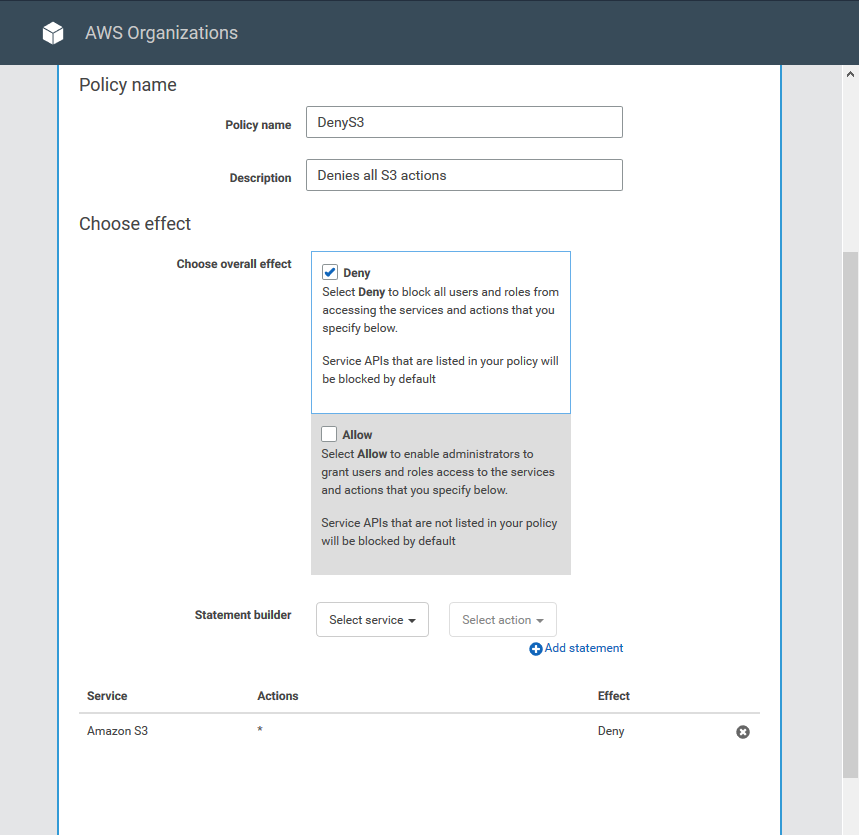 AWS Organizations
Policy name
Policy name DenyS3
Description Denies all S3 actions
Choose effect
Choose overall effect
Deny
Select Deny to block all users and roles from
accessing the services and actions that you
specify below.
Service APIs that are listed in your policy will
be blocked by default
Allow
Select Allow to enable administrators to
grant users and roles access to the services
and actions that you specify below.
Service APIs that are not listed in your policy
will be blocked by default
Statement builder Select service Select action
Add statement
Service Actions Effect
Amazon S3 * Deny